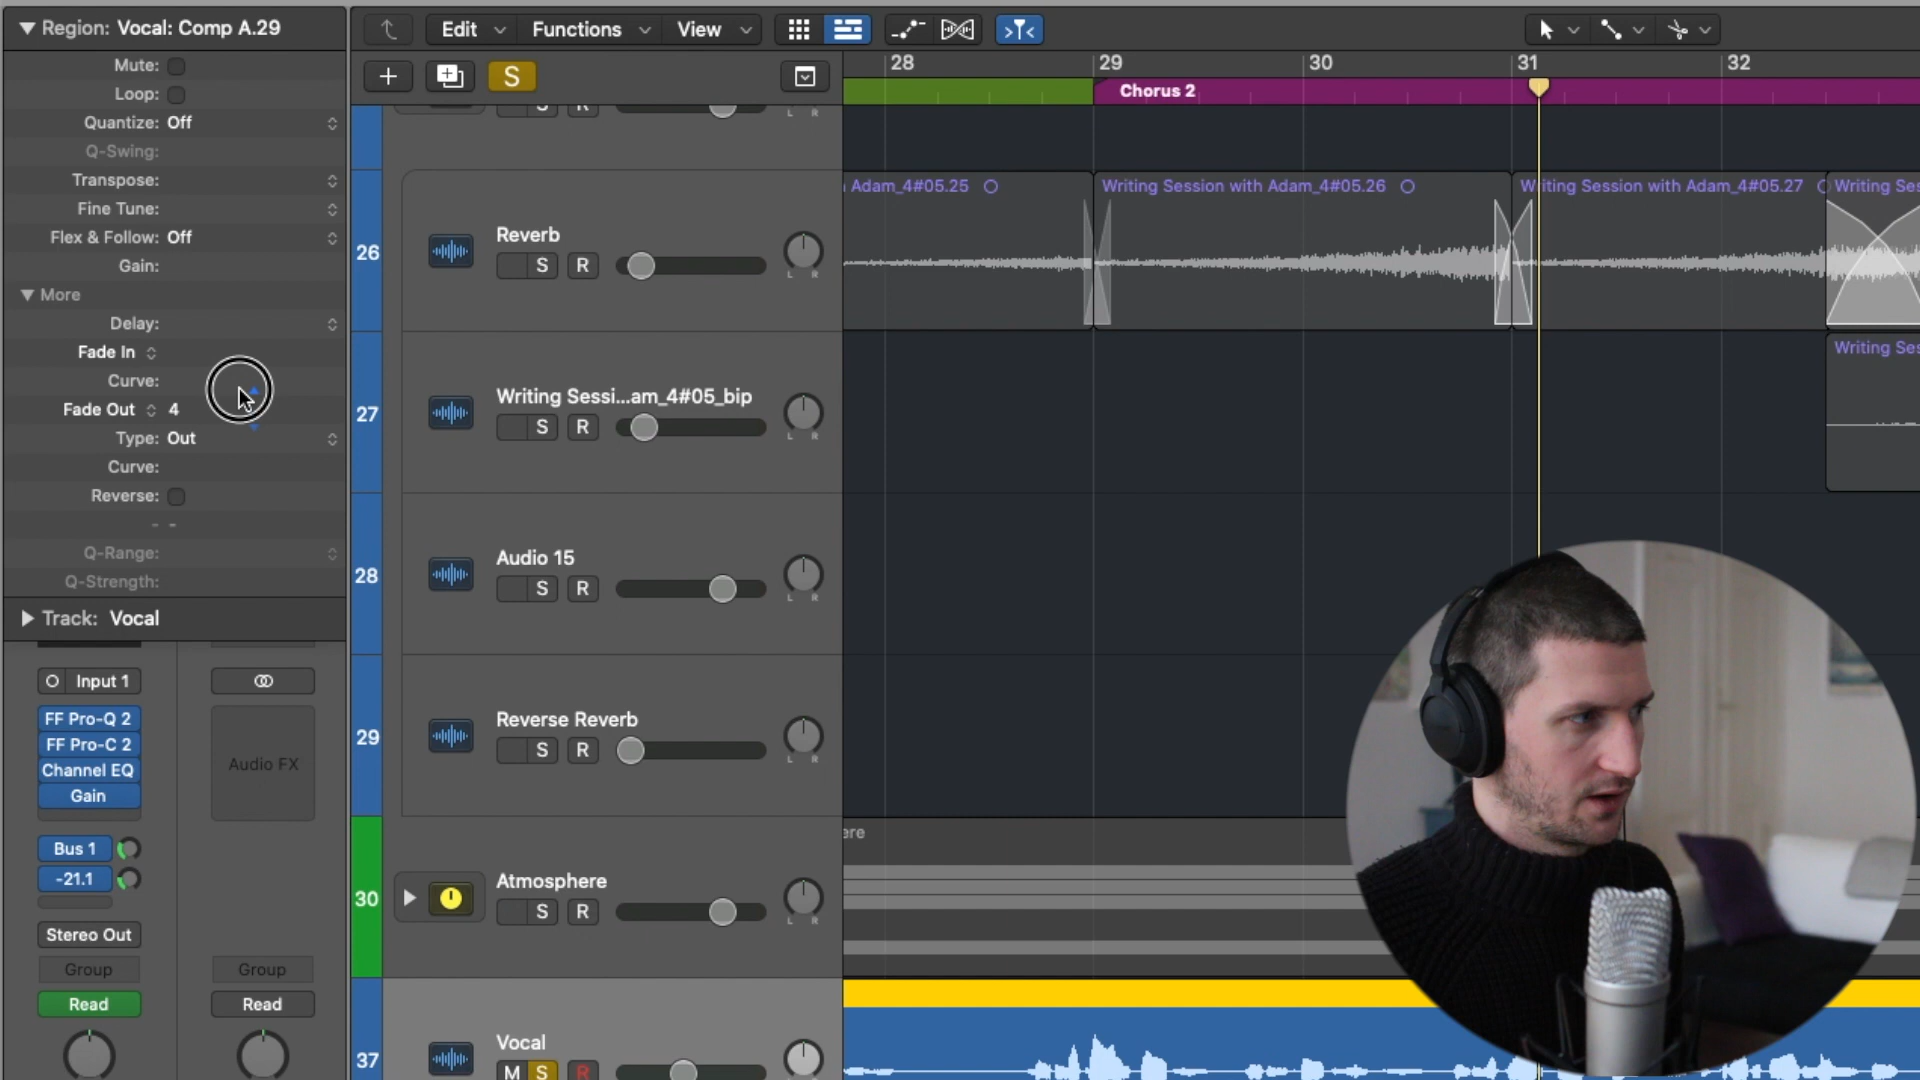 Region: Vocal: Comp A.29
Edit
Functions
View
Mute:
Loop:
Quantize: Off
Q-Swing:
Transpose:
Fine Tune:
Flex & Follow: Off
Gain:
More
Delay:
Fade In
Curve:
Fade Out 4
Type: Out
Curve:
Reverse:
- -
Q-Range:
Q-Strength:
Track: Vocal
Input 1
FF Pro-Q 2
FF Pro-C 2
Channel EQ
Gain
Audio FX
Bus 1
-21.1
Stereo Out
Group
Group
Read
Read
S
28
29
30
31
32
Chorus 2
S R
L R
26
Reverb
S R
L R
27
Writing Sessi...am_4#05_bip
S R
L R
28
Audio 15
S R
L R
29
Reverse Reverb
S R
L R
30
Atmosphere
S R
L R
37
Vocal
M S R
L R
Adam_4#05.25
Writing Session with Adam_4#05.26
Writing Session with Adam_4#05.27
Writing Ses
Writing Ses
ere